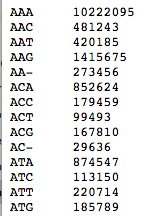 AAA 10222095
AAC 481243
AAT 420185
AAG 1415675
AA- 273456
ACA 852624
ACC 179459
ACT 99493
ACG 167810
AC- 29636
ATA 874547
ATC 113150
ATT 220714
ATG 185789